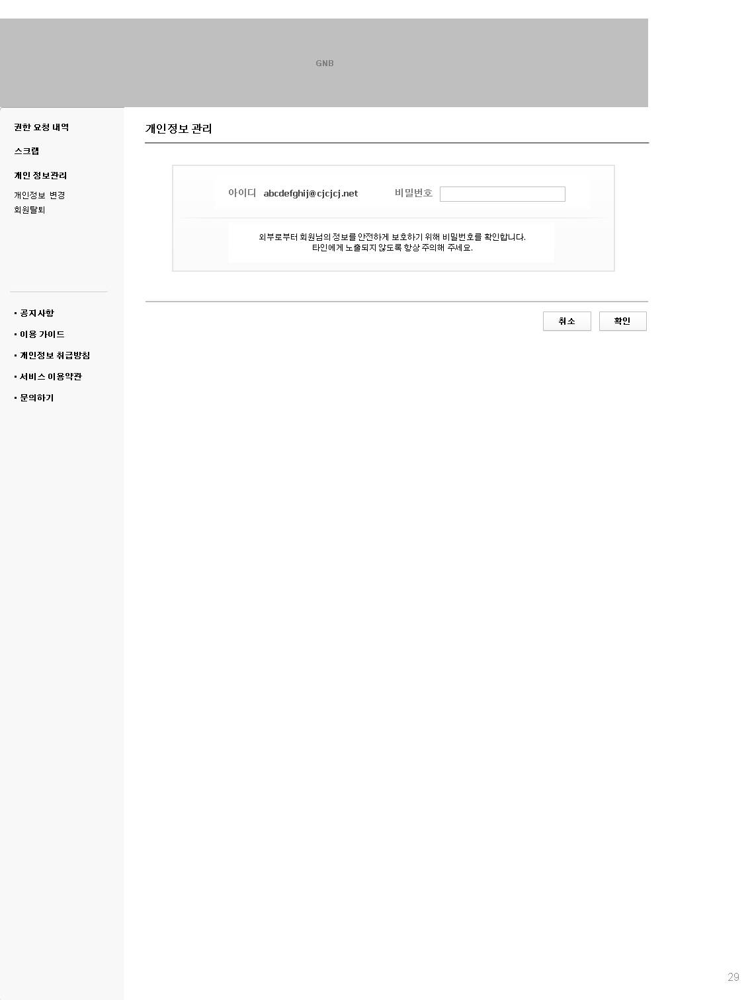 GNB
권한 요청 내역
스크랩
개인 정보관리
개인정보 변경
회원탈퇴
• 공지사항
• 이용 가이드
• 개인정보 취급방침
• 서비스 이용약관
• 문의하기
개인정보 관리
아이디 abcdefghij@cjcjcj.net 비밀번호
외부로부터 회원님의 정보를 안전하게 보호하기 위해 비밀번호를 확인합니다.
타인에게 노출되지 않도록 항상 주의해 주세요.
취소 확인
29